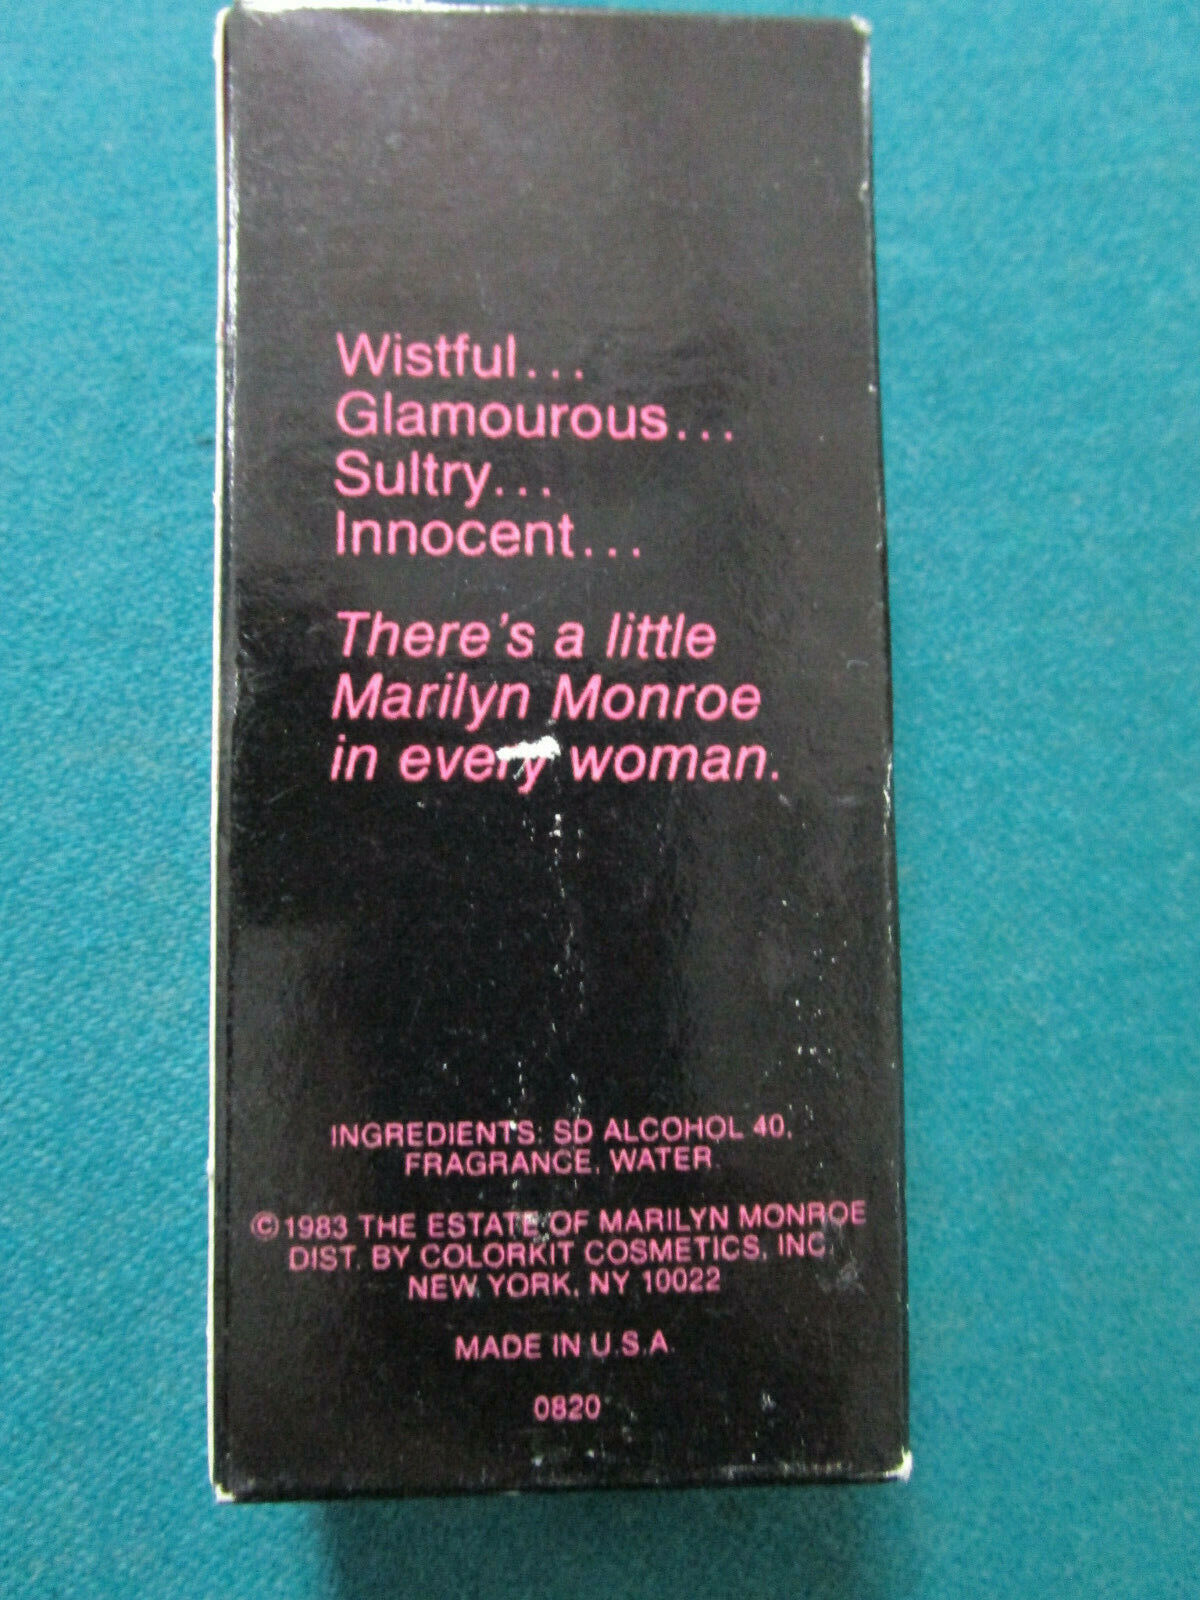 Wistful...
Glamourous...
Sultry...
Innocent...
There's a little
Marilyn Monroe
in every woman.
INGREDIENTS: SD ALCOHOL 40,
FRAGRANCE, WATER.
©1983 THE ESTATE OF MARILYN MONROE
DIST. BY COLORKIT COSMETICS, INC.
NEW YORK, NY 10022
MADE IN U.S.A.
0820